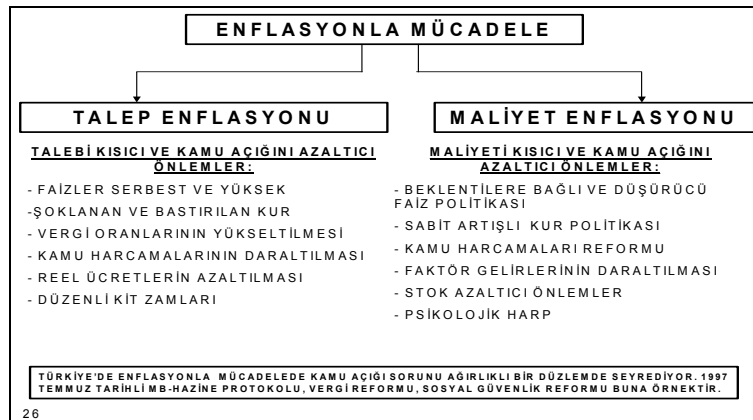 ENFLASYONLA MÜCADELE
TALEP ENFLASYONU
TALEBİ KISICI VE KAMU AÇIĞINI AZALTICI
ÖNLEMLER:
- FAİZLER SERBEST VE YÜKSEK
-ŞOKLANAN VE BASTIRILAN KUR
- VERGİ ORANLARININ YÜKSELTİLMESİ
- KAMU HARCAMALARININ DARALTILMASI
- REEL ÜCRETLERİN AZALTILMASI
- DÜZENLİ KİT ZAMLARI
MALİYET ENFLASYONU
MALİYETİ KISICI VE KAMU AÇIĞINI
AZALTICI ÖNLEMLER:
- BEKLENTİLERE BAĞLI VE DÜŞÜRÜCÜ
FAİZ POLİTİKASI
- SABİT ARTIŞLI KUR POLİTİKASI
- KAMU HARCAMALARI REFORMU
- FAKTÖR GELİRLERİNİN DARALTILMASI
- STOK AZALTICI ÖNLEMLER
- PSİKOLOJİK HARP
TÜRKİYE'DE ENFLASYONLA MÜCADELEDE KAMU AÇIĞI SORUNU AĞIRLIKLI BİR DÜZLEMDE SEYREDİYOR. 1997
TEMMUZ TARİHLİ MB-HAZİNE PROTOKOLU, VERGİ REFORMU, SOSYAL GÜVENLİK REFORMU BUNA ÖRNEKTİR.
26